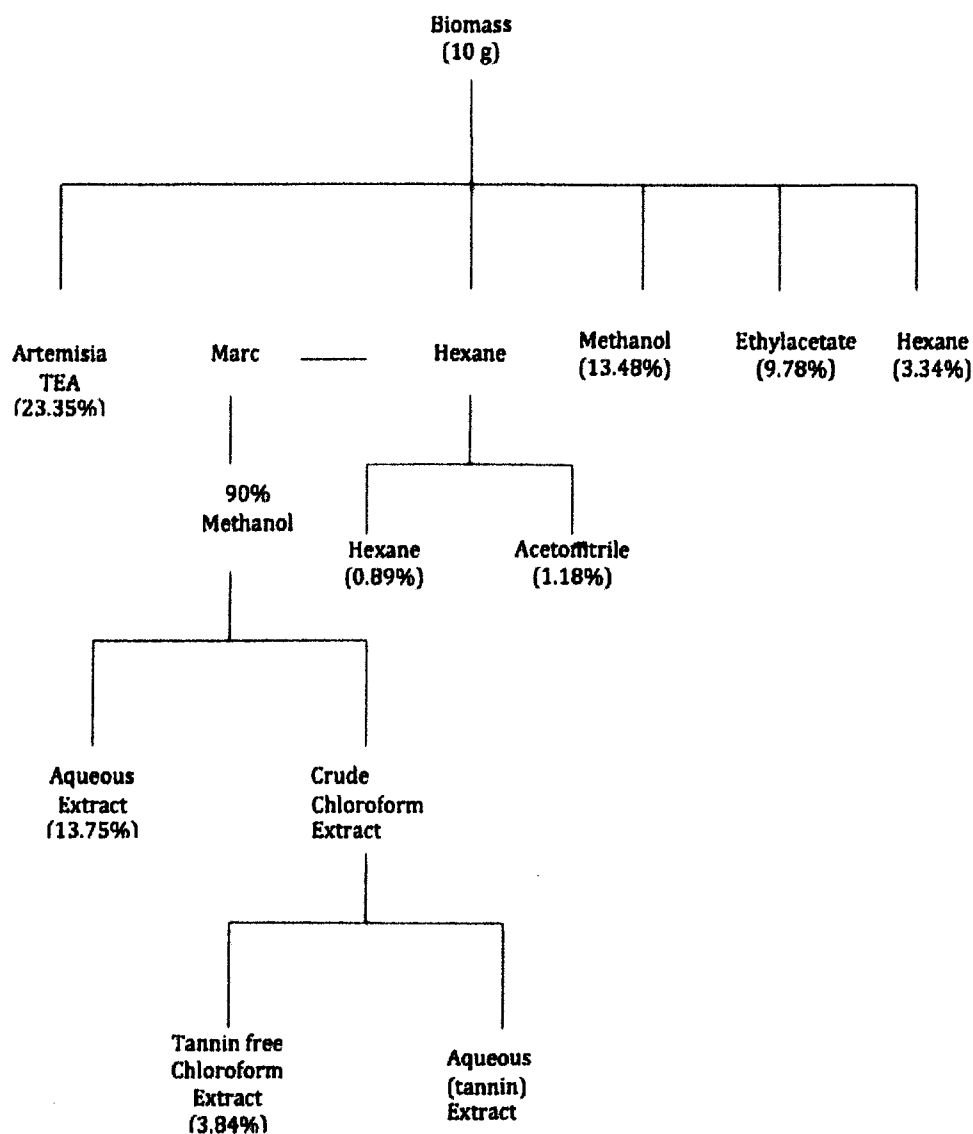 Biomass
(10 g)
Artemisia
TEA
(23.35%)
Marc
Hexane
Methanol
(13.48%)
Ethylacetate
(9.78%)
Hexane
(3.34%)
90%
Methanol
Hexane
(0.89%)
Acetonitrile
(1.18%)
Aqueous
Extract
(13.75%)
Crude
Chloroform
Extract
Tannin free
Chloroform
Extract
(3.84%)
Aqueous
(tannin)
Extract